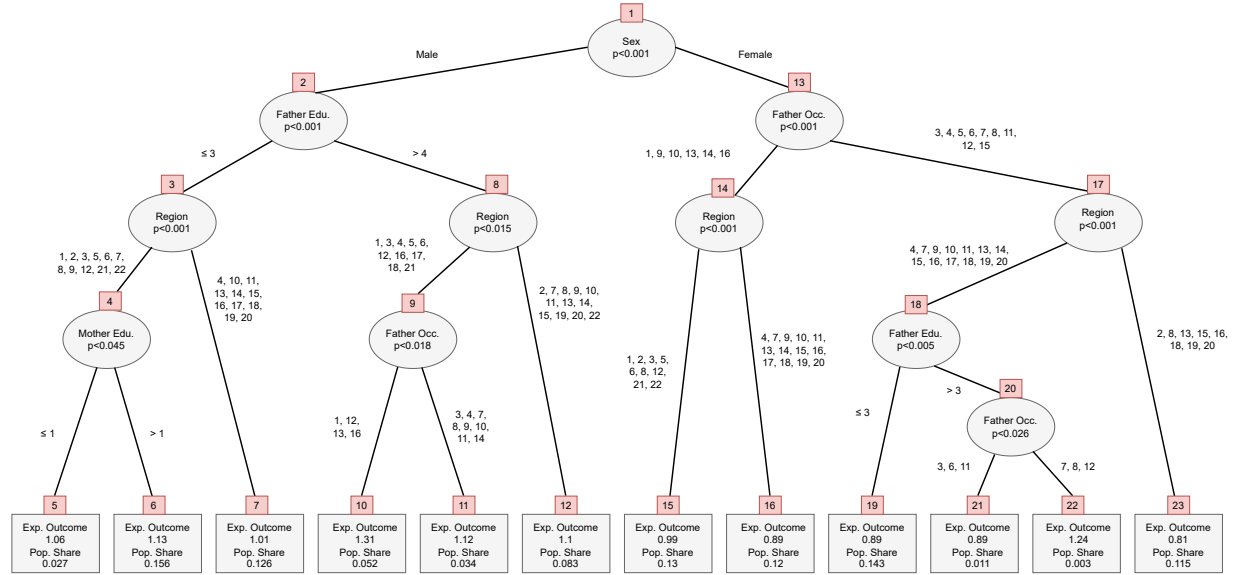 1
Sex
p<0.001
Male
Female
2
Father Edu.
p<0.001
13
Father Occ.
p<0.001
≤ 3
> 4
1, 9, 10, 13, 14, 16
3, 4, 5, 6, 7, 8, 11,
12, 15
3
Region
p<0.001
8
Region
p<0.015
14
Region
p<0.001
17
Region
p<0.001
1, 2, 3, 5, 6, 7,
8, 9, 12, 21, 22
4, 10, 11,
13, 14, 15,
16, 17, 18,
19, 20
1, 3, 4, 5, 6,
12, 16, 17,
18, 21
2, 7, 8, 9, 10,
11, 13, 14,
15, 19, 20, 22
1, 2, 3, 5,
6, 8, 12,
21, 22
4, 7, 9, 10, 11,
13, 14, 15, 16,
17, 18, 19, 20
4, 7, 9, 10, 11, 13, 14,
15, 16, 17, 18, 19, 20
2, 8, 13, 15, 16,
18, 19, 20
4
Mother Edu.
p<0.045
9
Father Occ.
p<0.018
18
Father Edu.
p<0.005
≤ 1
> 1
1, 12,
13, 16
3, 4, 7,
8, 9, 10,
11, 14
≤ 3
> 3
20
Father Occ.
p<0.026
3, 6, 11
7, 8, 12
5
Exp. Outcome
1.06
Pop. Share
0.027
6
Exp. Outcome
1.13
Pop. Share
0.156
7
Exp. Outcome
1.01
Pop. Share
0.126
10
Exp. Outcome
1.31
Pop. Share
0.052
11
Exp. Outcome
1.12
Pop. Share
0.034
12
Exp. Outcome
1.1
Pop. Share
0.083
15
Exp. Outcome
0.99
Pop. Share
0.13
16
Exp. Outcome
0.89
Pop. Share
0.12
19
Exp. Outcome
0.89
Pop. Share
0.143
21
Exp. Outcome
0.89
Pop. Share
0.011
22
Exp. Outcome
1.24
Pop. Share
0.003
23
Exp. Outcome
0.81
Pop. Share
0.115